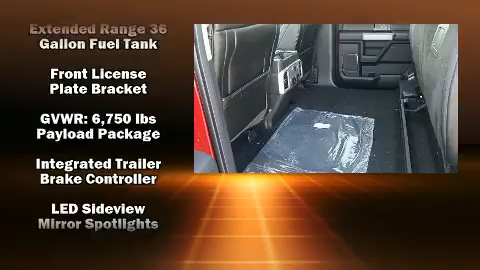 Extended Range 36
Gallon Fuel Tank
Front License
Plate Bracket
GVWR: 6,750 lbs
Payload Package
Integrated Trailer
Brake Controller
LED Sideview
Mirror Spotlights